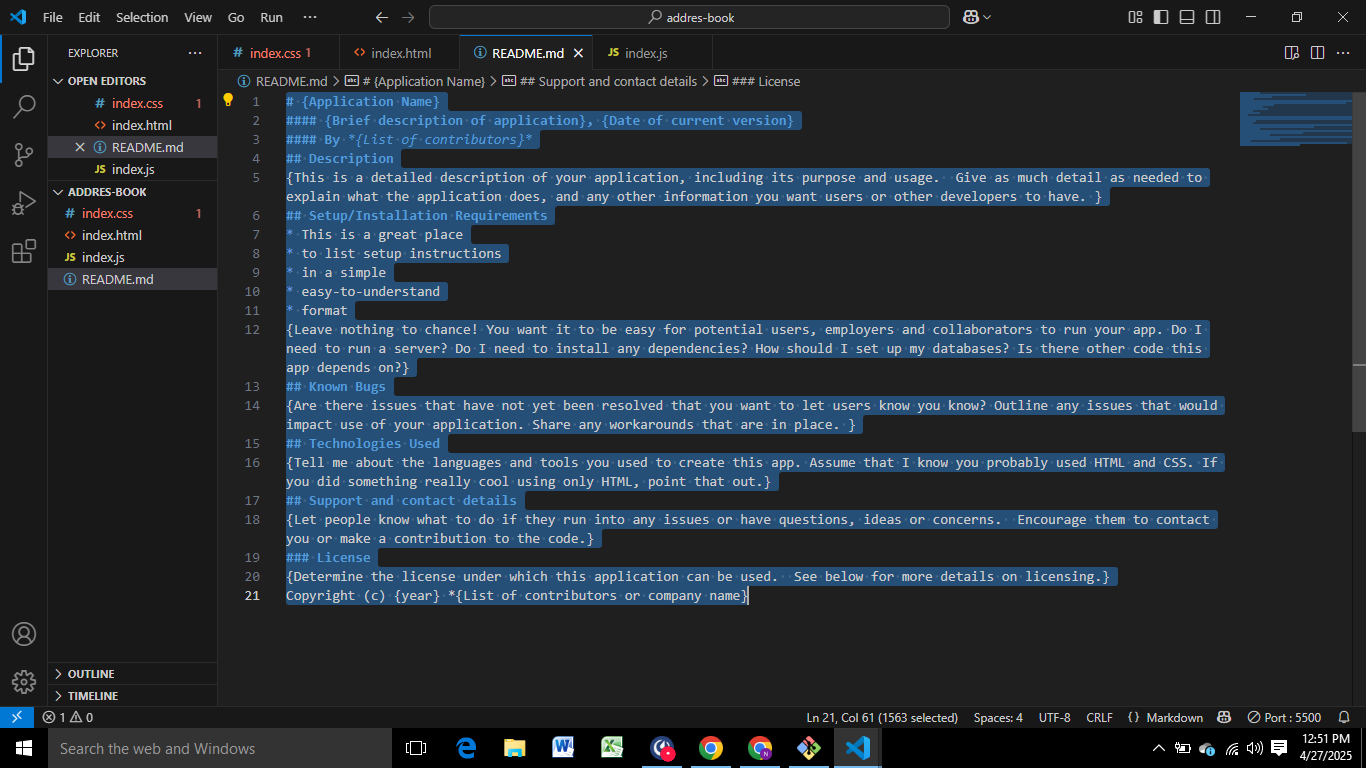 File Edit Selection View Go Run ··· addres-book
EXPLORER ···
OPEN EDITORS
# index.css 1
<> index.html
README.md
JS index.js
ADDRES-BOOK
# index.css 1
<> index.html
JS index.js
README.md
OUTLINE
TIMELINE
# index.css 1 <> index.html README.md JS index.js
README.md > # {Application Name} > ## Support and contact details > ### License
1 # {Application Name}
2 #### {Brief description of application}, {Date of current version}
3 #### By *{List of contributors}*
4 ## Description
5 {This is a detailed description of your application, including its purpose and usage.  Give as much detail as needed to
explain what the application does, and any other information you want users or other developers to have. }
6 ## Setup/Installation Requirements
7 * This is a great place
8 * to list setup instructions
9 * in a simple
10 * easy-to-understand
11 * format
12 {Leave nothing to chance! You want it to be easy for potential users, employers and collaborators to run your app. Do I
need to run a server? Do I need to install any dependencies? How should I set up my databases? Is there other code this
app depends on?}
13 ## Known Bugs
14 {Are there issues that have not yet been resolved that you want to let users know you know? Outline any issues that would
impact use of your application. Share any workarounds that are in place. }
15 ## Technologies Used
16 {Tell me about the languages and tools you used to create this app. Assume that I know you probably used HTML and CSS. If
you did something really cool using only HTML, point that out.}
17 ## Support and contact details
18 {Let people know what to do if they run into any issues or have questions, ideas or concerns.  Encourage them to contact
you or make a contribution to the code.}
19 ### License
20 {Determine the license under which this application can be used.  See below for more details on licensing.}
21 Copyright (c) {year} *{List of contributors or company name}
1 0 Ln 21, Col 61 (1563 selected) Spaces: 4 UTF-8 CRLF {} Markdown Port : 5500
Search the web and Windows
12:51 PM
4/27/2025